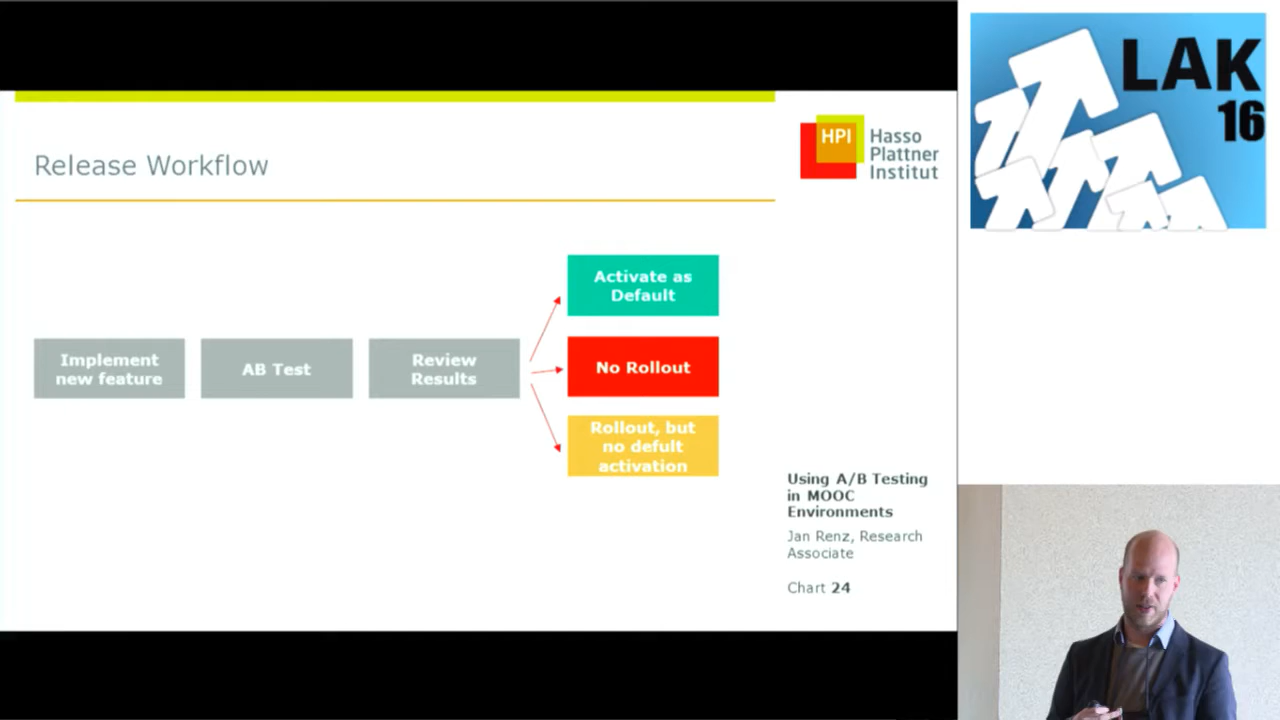 Release Workflow
HPI
Hasso
Plattner
Institut
LAK
16
Activate as
Default
Implement
new feature
AB Test
Review
Results
No Rollout
Rollout, but
no defult
activation
Using A/B Testing
in MOOC
Environments
Jan Renz, Research
Associate
Chart 24